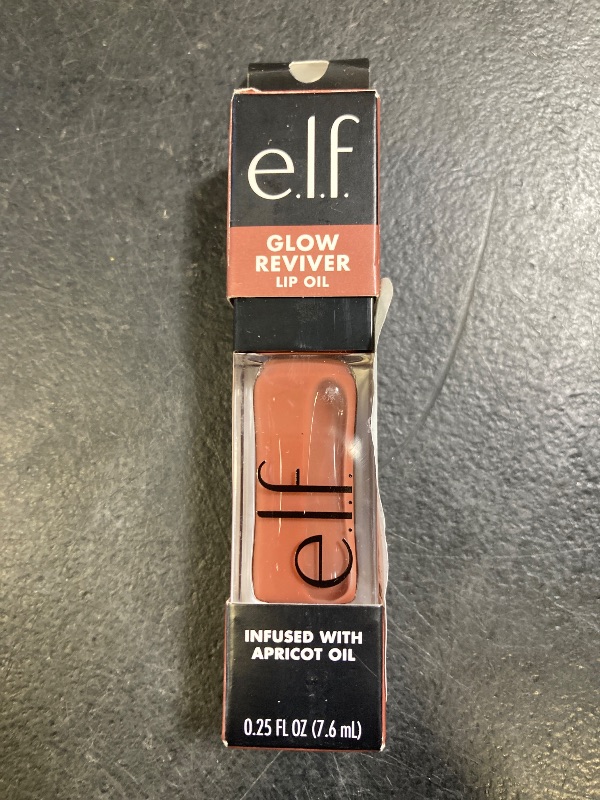 e.l.f.
GLOW
REVIVER
LIP OIL
e.l.f.
INFUSED WITH
APRICOT OIL
0.25 FL OZ (7.6 mL)